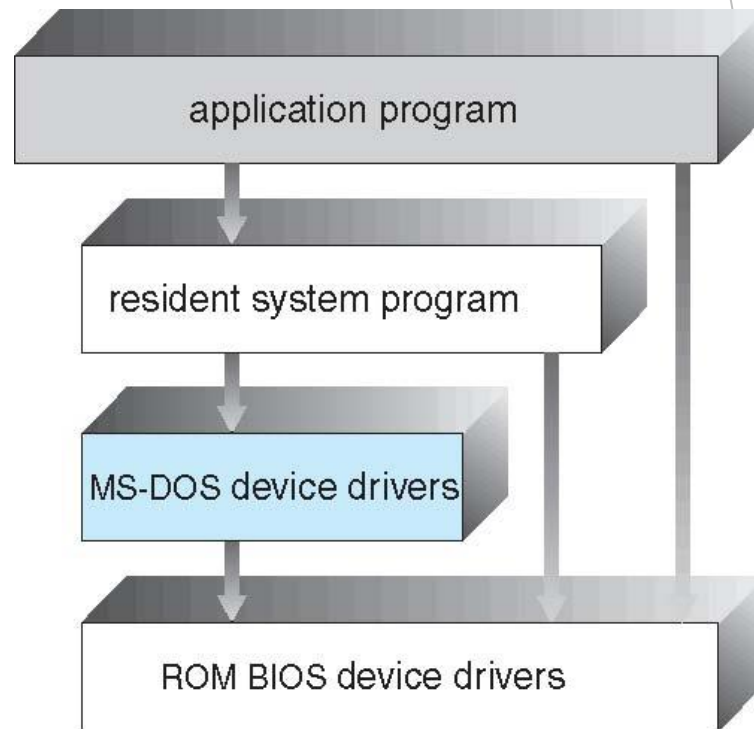 application program
resident system program
MS-DOS device drivers
ROM BIOS device drivers